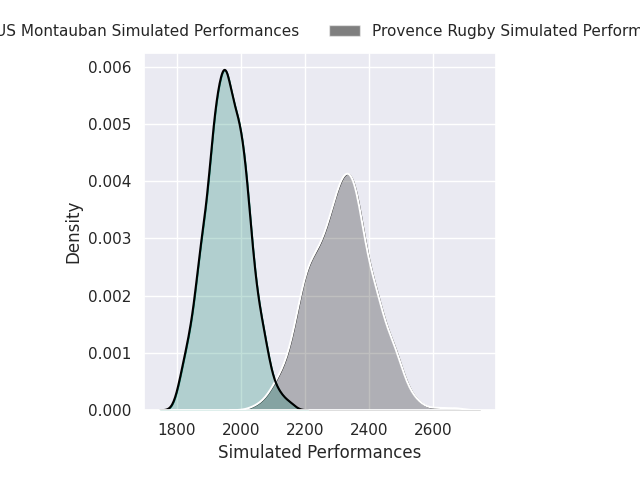 US Montauban Simulated Performances Provence Rugby Simulated Perform
0.006
0.005
0.004
0.003
0.002
0.001
0.000
Density
1800 2000 2200 2400 2600
Simulated Performances